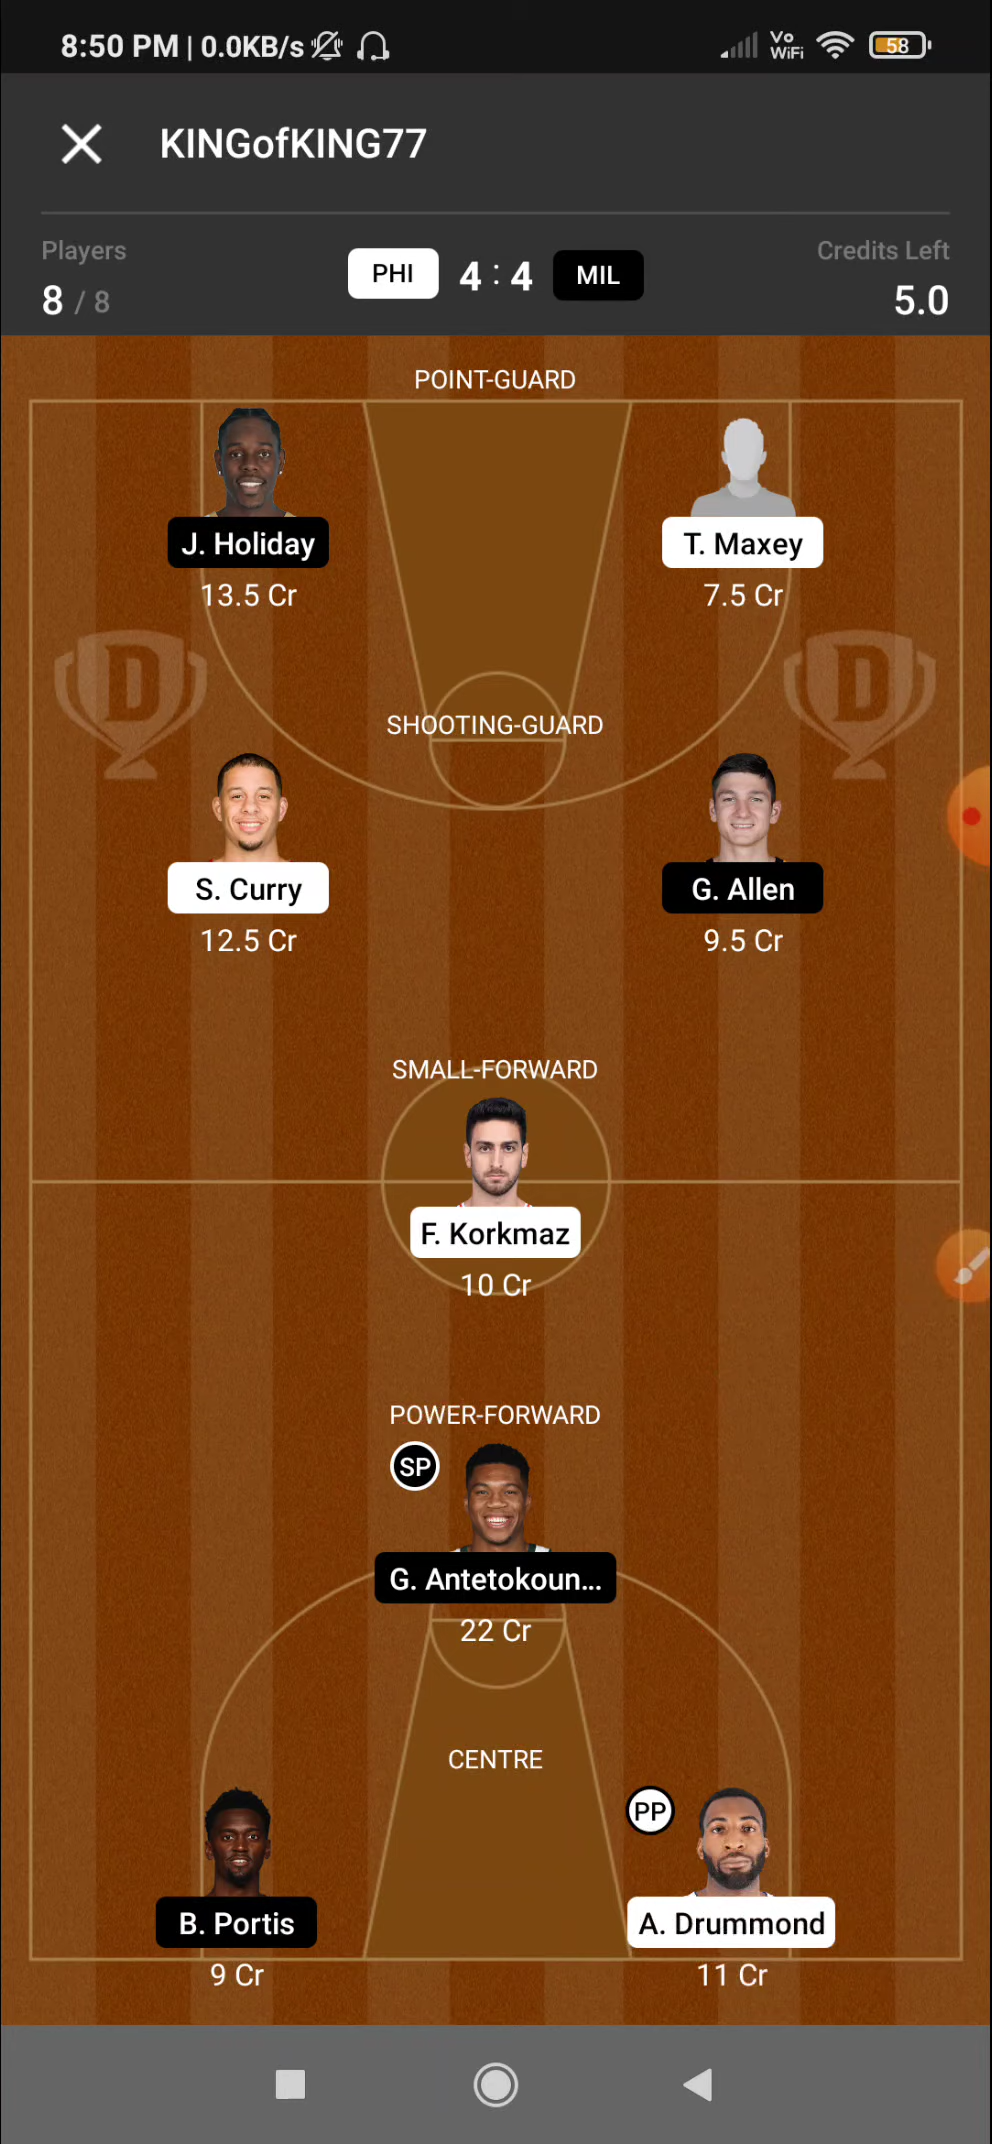 8:50 PM | 0.0KB/s Vo WiFi 58
KINGofKING77
Players PHI 4 : 4 MIL Credits Left
8 / 8 5.0
POINT-GUARD
J. Holiday T. Maxey
13.5 Cr 7.5 Cr
D D
SHOOTING-GUARD
S. Curry G. Allen
12.5 Cr 9.5 Cr
SMALL-FORWARD
F. Korkmaz
10 Cr
POWER-FORWARD
SP
G. Antetokoun...
22 Cr
CENTRE
PP
B. Portis A. Drummond
9 Cr 11 Cr